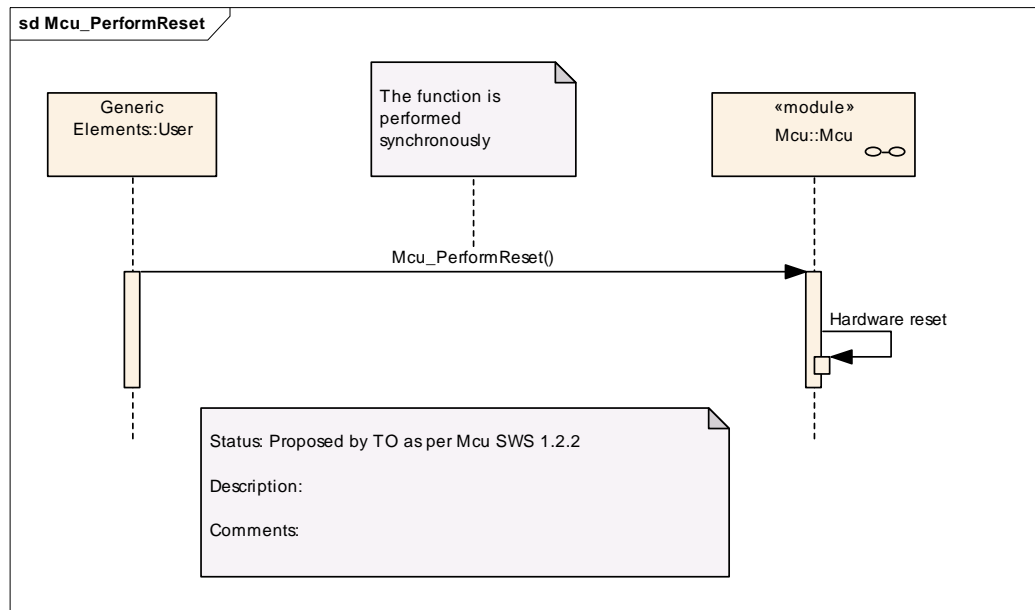 sd Mcu_PerformReset
Generic
Elements::User
The function is
performed
synchronously
«module»
Mcu::Mcu
Mcu_PerformReset()
Hardware reset
Status: Proposed by TO as per Mcu SWS 1.2.2
Description:
Comments: